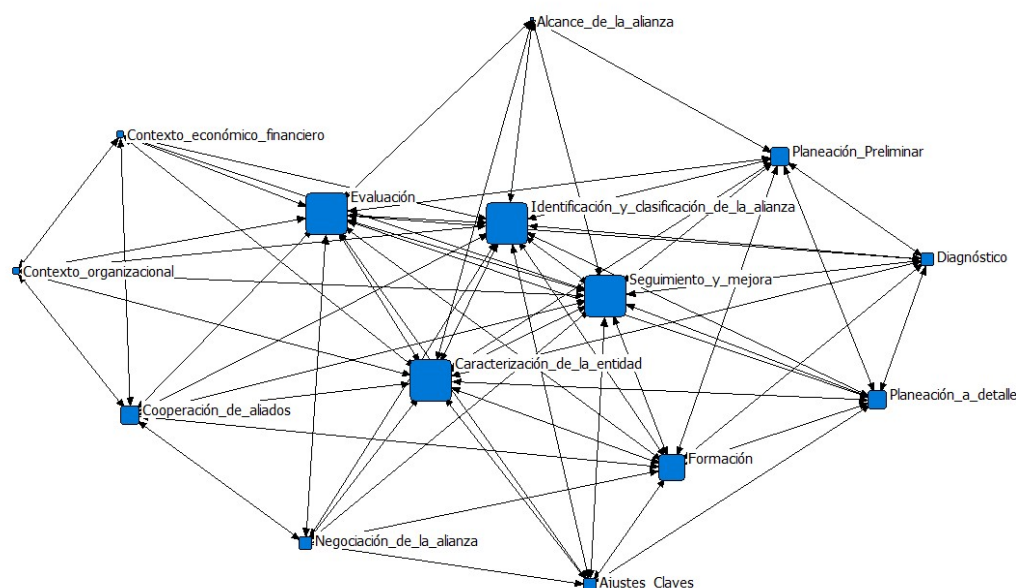 Alcance_de_la_alianza
Contexto_económico_financiero
Planeación_Preliminar
Evaluación
Identificación_y_clasificación_de_la_alianza
Diagnóstico
Contexto_organizacional
Seguimiento_y_mejora
Caracterización_de_la_entidad
Planeación_a_detalle
Cooperación_de_aliados
Formación
Negociación_de_la_alianza
Ajustes_Claves